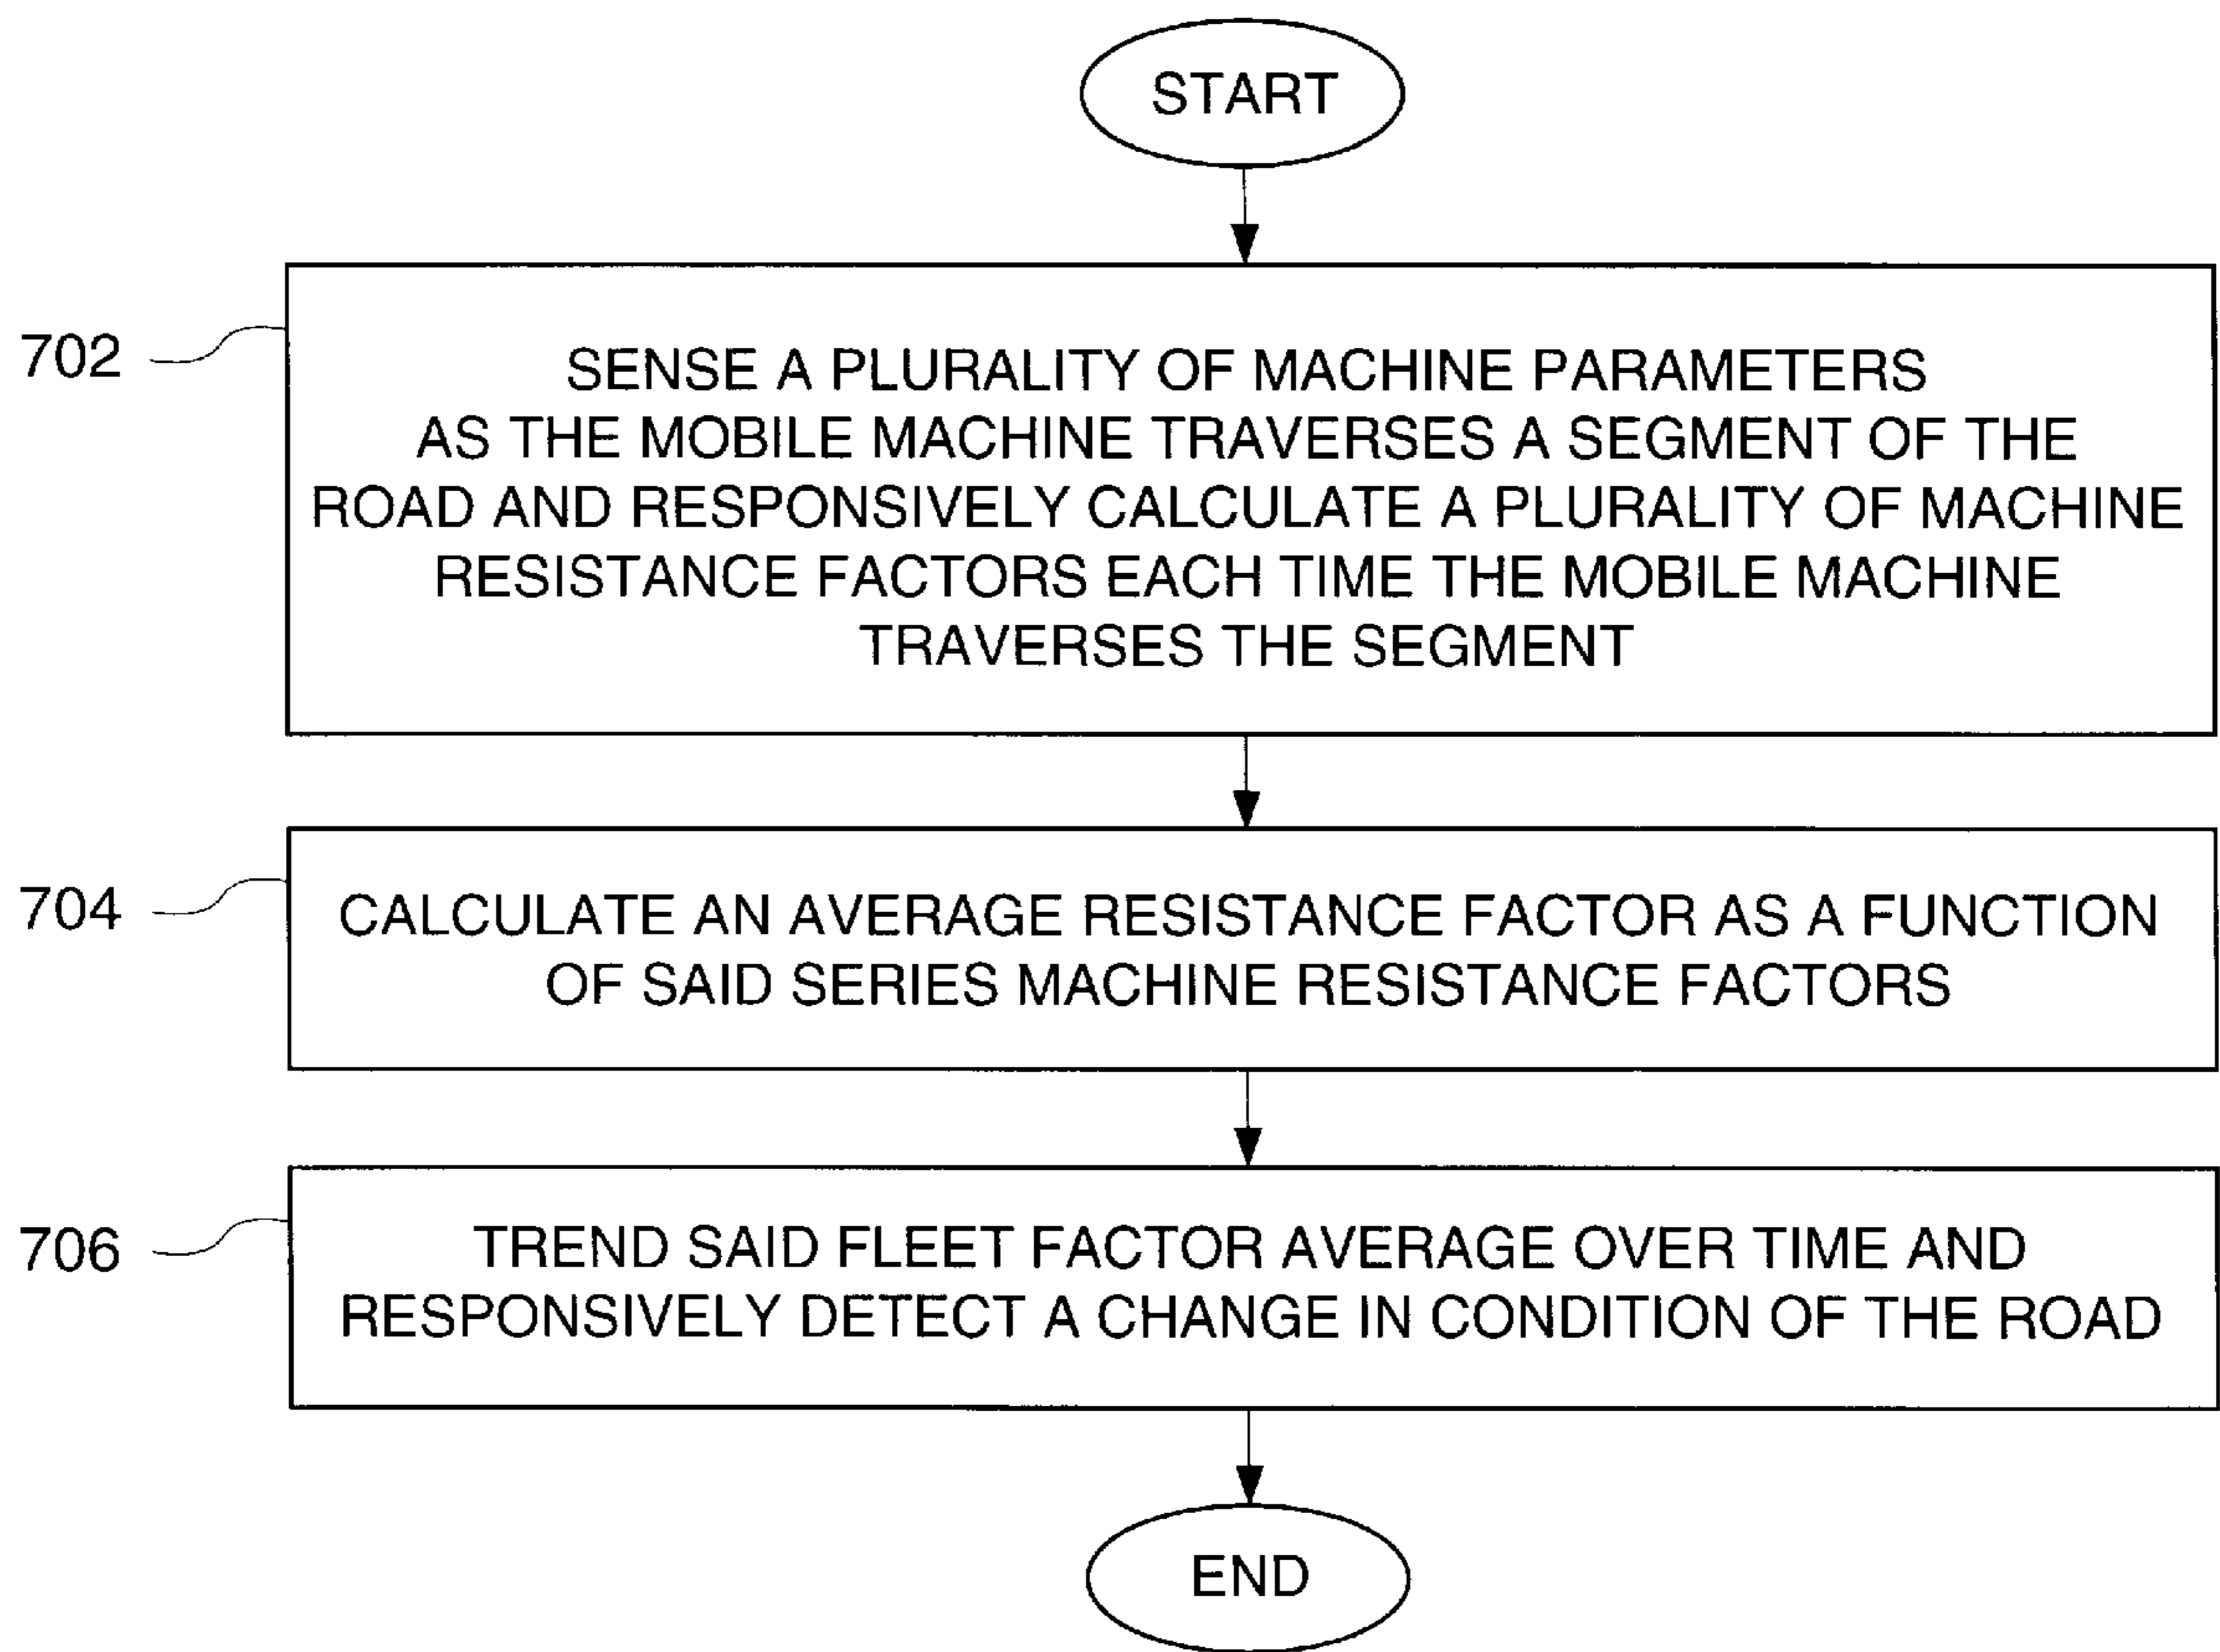 START
702
SENSE A PLURALITY OF MACHINE PARAMETERS
AS THE MOBILE MACHINE TRAVERSES A SEGMENT OF THE
ROAD AND RESPONSIVELY CALCULATE A PLURALITY OF MACHINE
RESISTANCE FACTORS EACH TIME THE MOBILE MACHINE
TRAVERSES THE SEGMENT
704
CALCULATE AN AVERAGE RESISTANCE FACTOR AS A FUNCTION
OF SAID SERIES MACHINE RESISTANCE FACTORS
706
TREND SAID FLEET FACTOR AVERAGE OVER TIME AND
RESPONSIVELY DETECT A CHANGE IN CONDITION OF THE ROAD
END